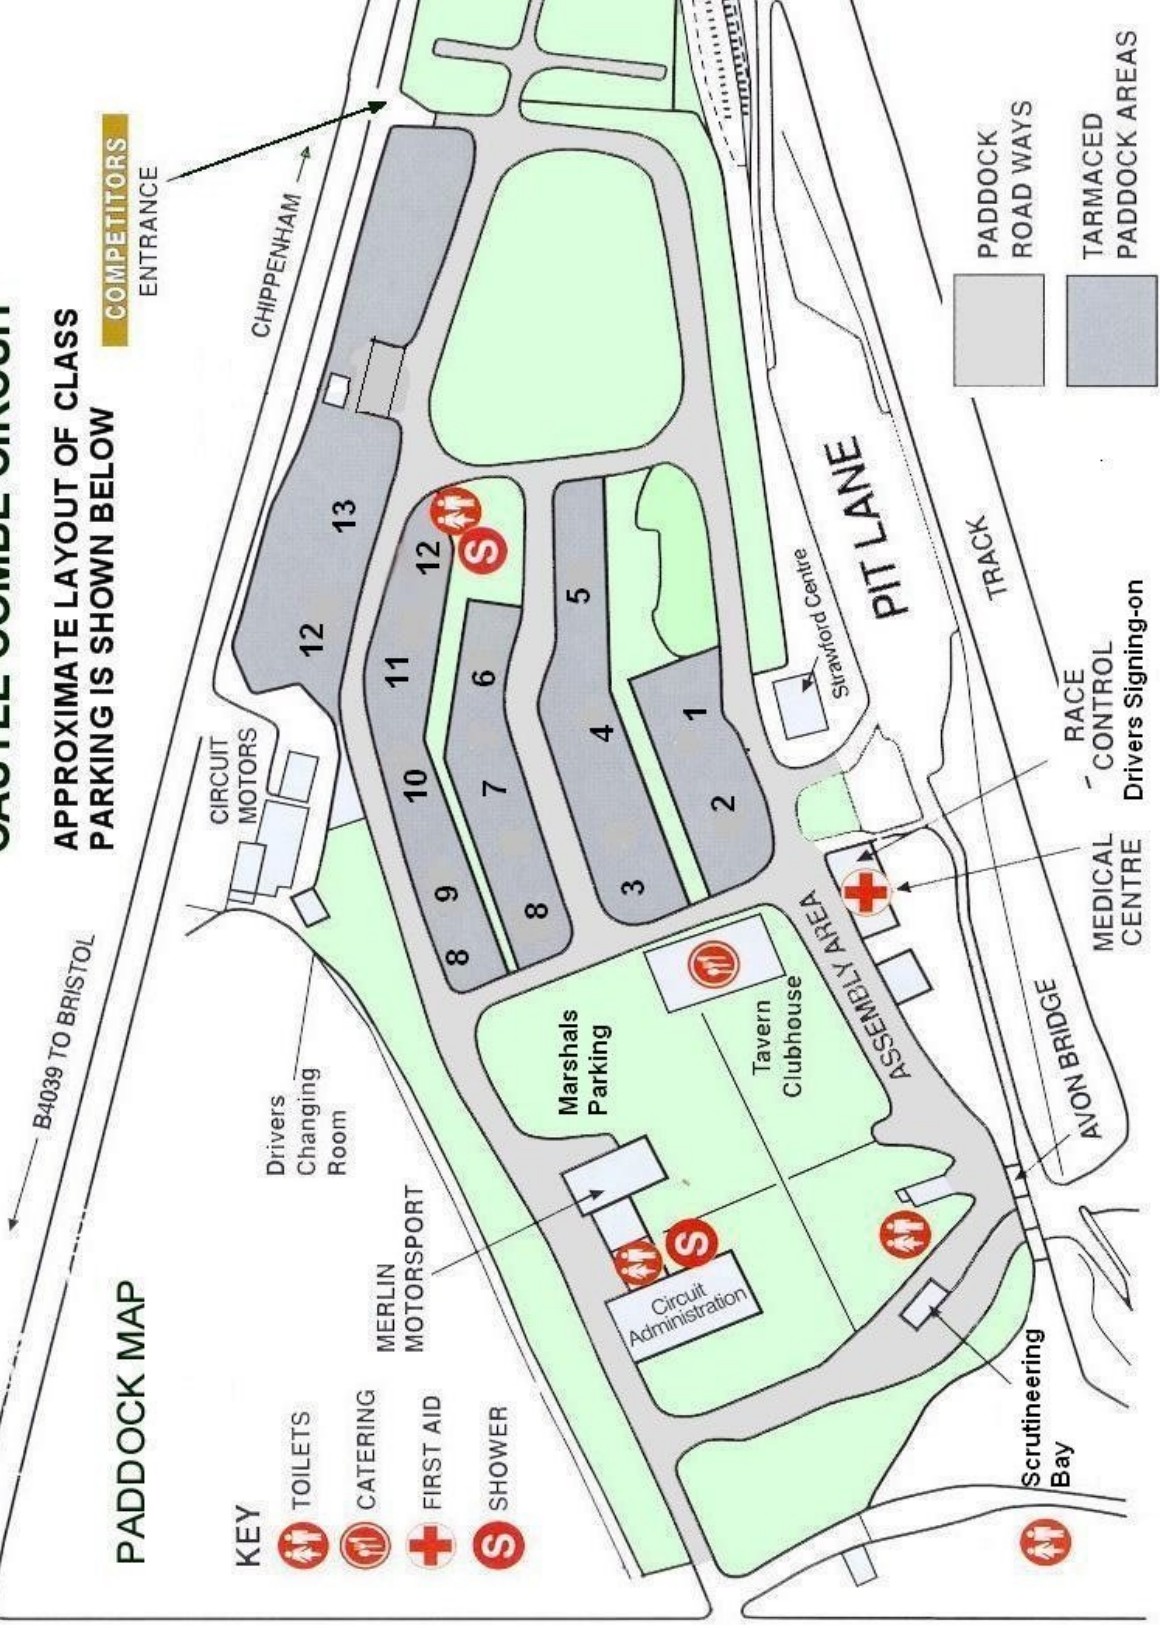 APPROXIMATE LAYOUT OF CLASS
PARKING IS SHOWN BELOW
COMPETITORS
ENTRANCE
PADDOCK MAP
B4039 TO BRISTOL
CHIPPENHAM
CIRCUIT
MOTORS
KEY
TOILETS
CATERING
FIRST AID
S SHOWER
Drivers
Changing
Room
MERLIN
MOTORSPORT
12
13
8
9
10
11
12
S
8
7
6
3
4
5
2
1
Marshals
Parking
S
Circuit
Administration
Tavern
Clubhouse
ASSEMBLY AREA
Strawford Centre
PIT LANE
TRACK
PADDOCK
ROAD WAYS
TARMACED
PADDOCK AREAS
RACE
CONTROL
Drivers Signing-on
MEDICAL
CENTRE
AVON BRIDGE
Scrutineering
Bay